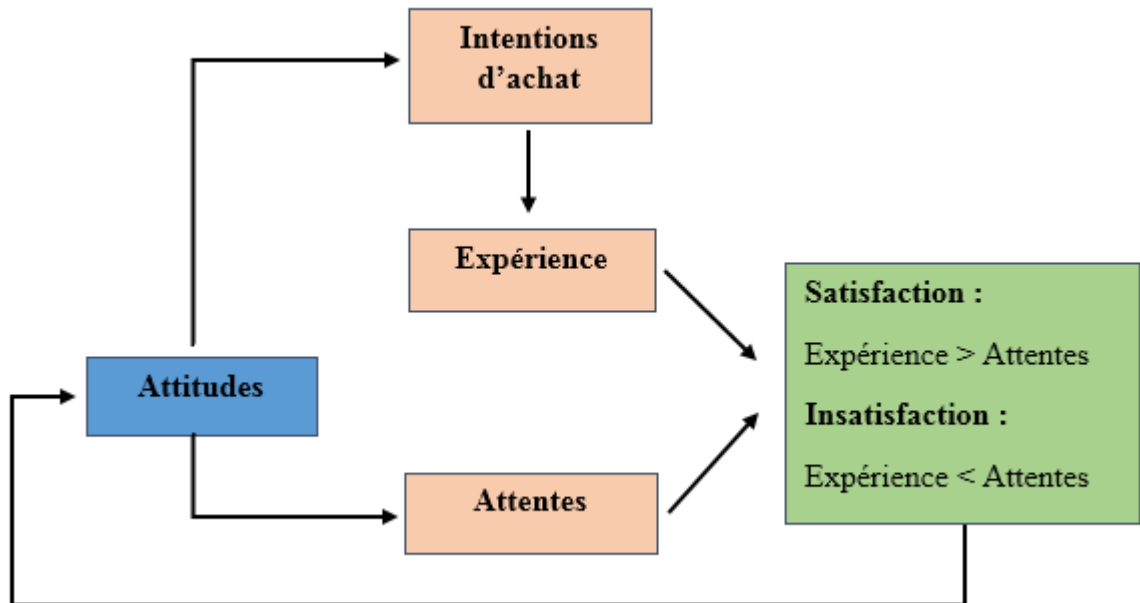 Intentions
d’achat
Expérience
Satisfaction :
Expérience > Attentes
Insatisfaction :
Expérience < Attentes
Attitudes
Attentes